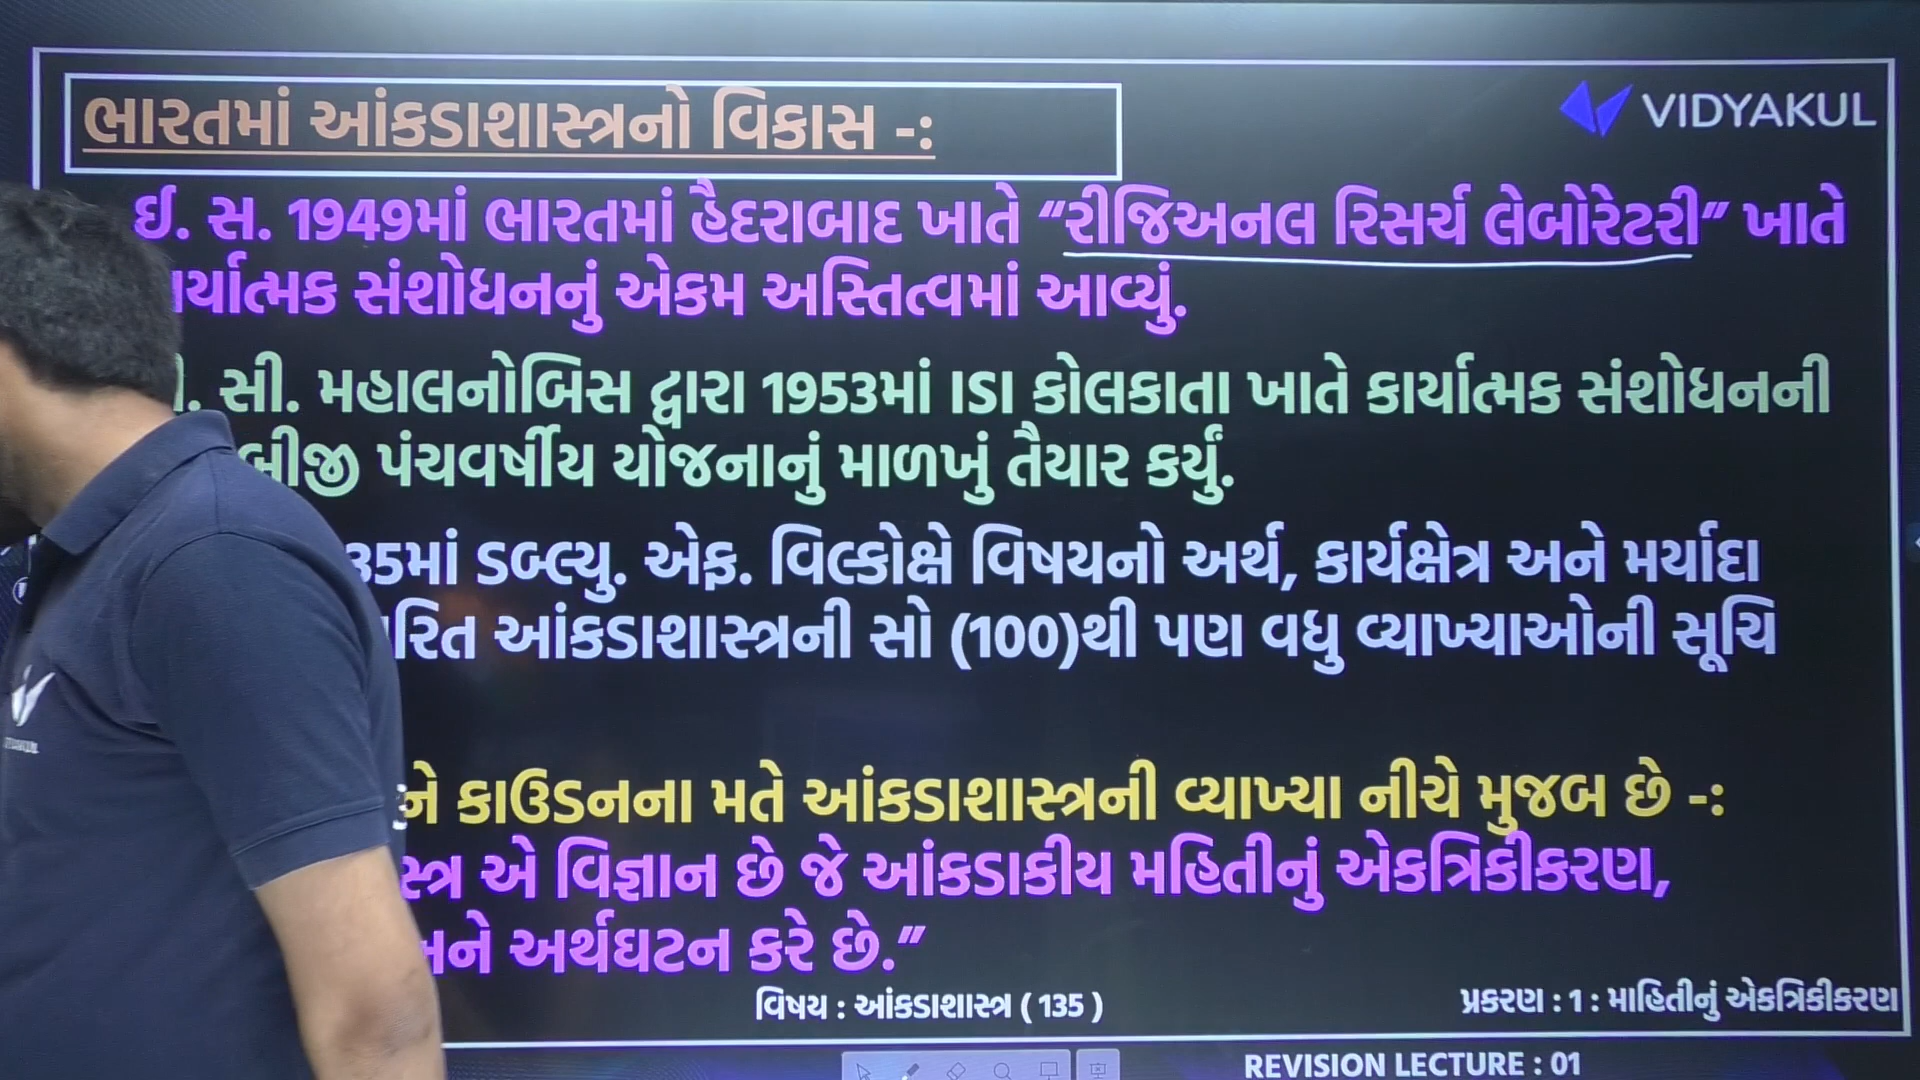 ભારતમાં આંકડાશાસ્ત્રનો વિકાસ -:
VIDYAKUL
ઈ. સ. 1949માં ભારતમાં હૈદરાબાદ ખાતે “રીજિઅનલ રિસર્ચ લેબોરેટરી” ખાતે
સંશોધનનું એકમ અસ્તિત્વમાં આવ્યું.
સી. મહાલનોબિસ દ્વારા 1953માં ISI કોલકાતા ખાતે કાર્યાત્મક સંશોધનની
બીજી પંચવર્ષીય યોજનાનું માળખું તૈયાર કર્યું.
ડબ્લ્યુ. એફ. વિલ્કોક્ષે વિષયનો અર્થ, કાર્યક્ષેત્ર અને મર્યાદા
આંકડાશાસ્ત્રની સો (100)થી પણ વધુ વ્યાખ્યાઓની સૂચિ
કાઉડનના મતે આંકડાશાસ્ત્રની વ્યાખ્યા નીચે મુજબ છે -:
એ વિજ્ઞાન છે જે આંકડાકીય મહિતીનું એકત્રિકીકરણ,
અર્થઘટન કરે છે.”
વિષય : આંકડાશાસ્ત્ર ( 135 )
પ્રકરણ : 1 : માહિતીનું એકત્રિકીકરણ
REVISION LECTURE : 01